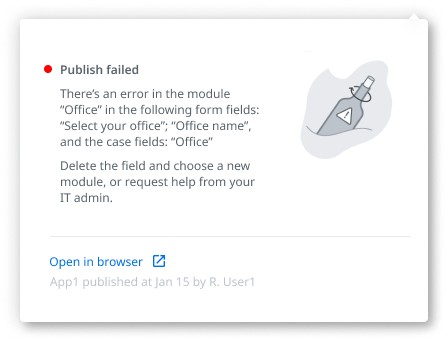 Publish failed
There’s an error in the module
“Office” in the following form fields:
“Select your office”; “Office name”,
and the case fields: “Office”
Delete the field and choose a new
module, or request help from your
IT admin.
Open in browser
App1 published at Jan 15 by R. User1